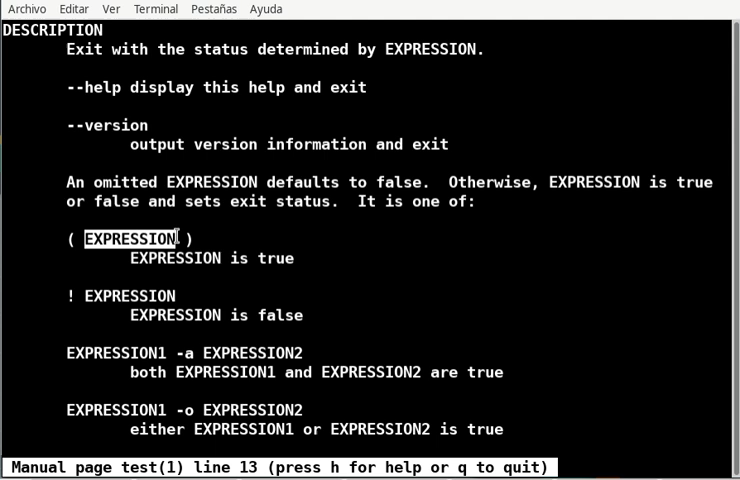 Archivo Editar Ver Terminal Pestañas Ayuda
DESCRIPTION
Exit with the status determined by EXPRESSION.
--help display this help and exit
--version
output version information and exit
An omitted EXPRESSION defaults to false.  Otherwise, EXPRESSION is true
or false and sets exit status.  It is one of:
( EXPRESSION )
EXPRESSION is true
! EXPRESSION
EXPRESSION is false
EXPRESSION1 -a EXPRESSION2
both EXPRESSION1 and EXPRESSION2 are true
EXPRESSION1 -o EXPRESSION2
either EXPRESSION1 or EXPRESSION2 is true
Manual page test(1) line 13 (press h for help or q to quit)